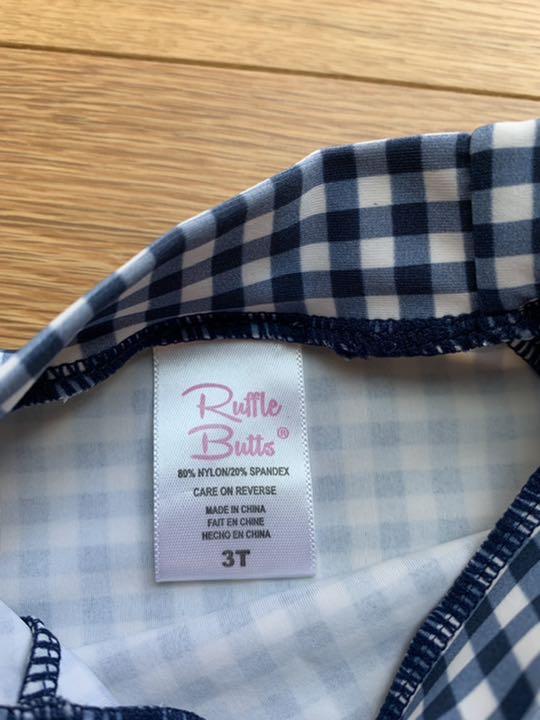 Ruffle
Butts®
80% NYLON/20% SPANDEX
CARE ON REVERSE
MADE IN CHINA
FAIT EN CHINE
HECHO EN CHINA
3T